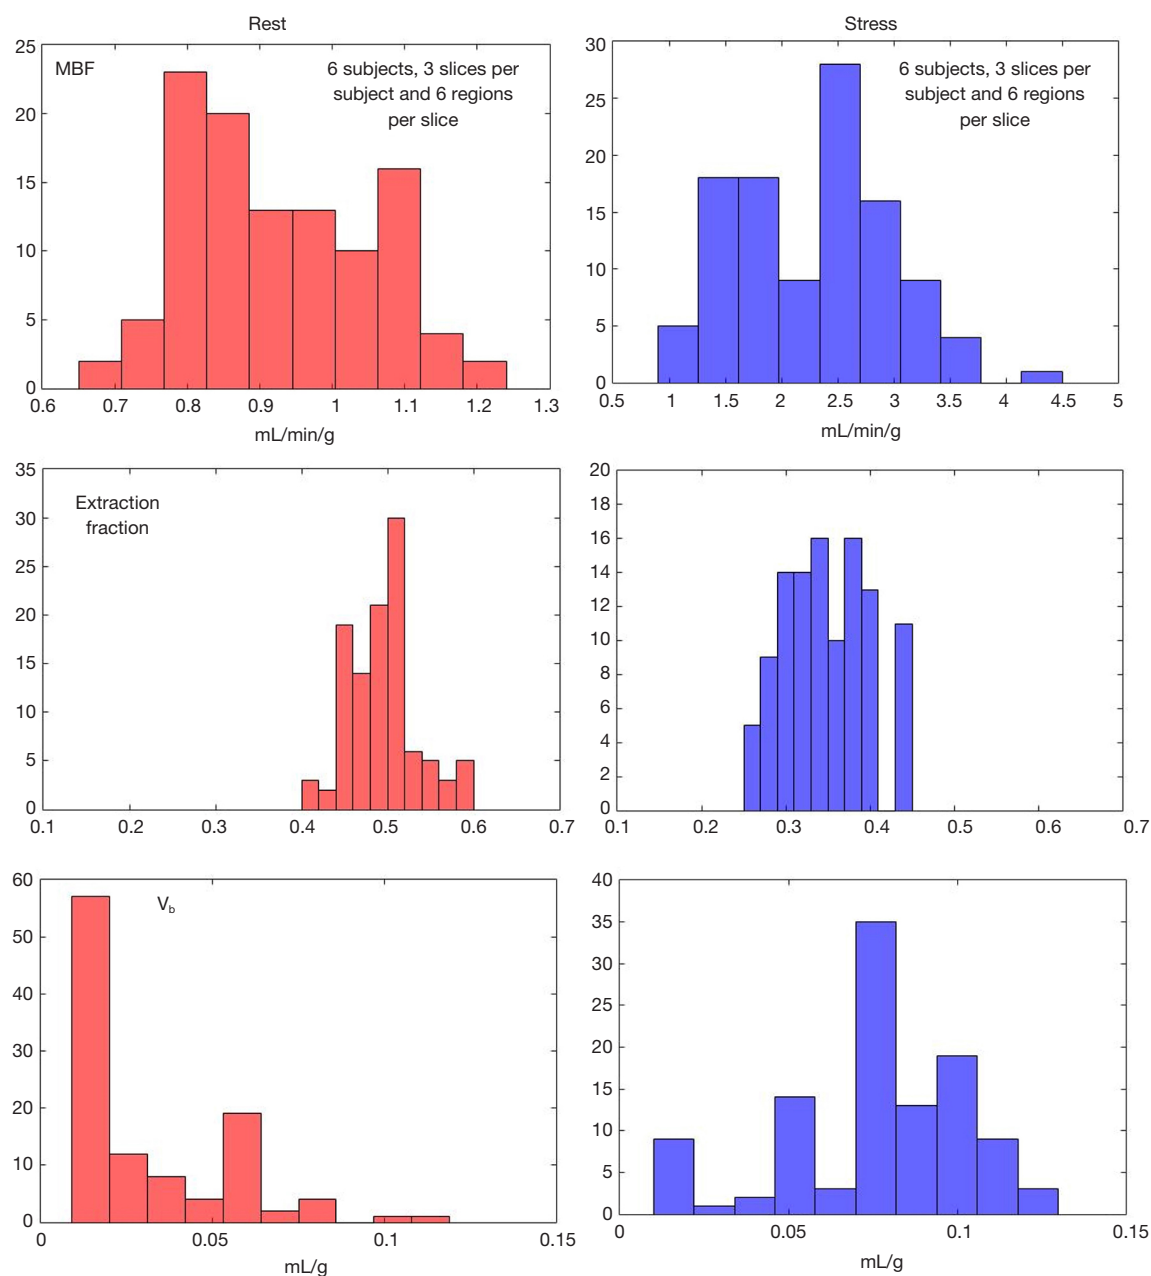 Rest
Stress
25
20
15
10
5
0
MBF
6 subjects, 3 slices per
subject and 6 regions
per slice
0.6 0.7 0.8 0.9 1 1.1 1.2 1.3
mL/min/g
30
25
20
15
10
5
0
6 subjects, 3 slices per
subject and 6 regions
per slice
0.5 1 1.5 2 2.5 3 3.5 4 4.5 5
mL/min/g
35
30
25
20
15
10
5
0
Extraction
fraction
0.1 0.2 0.3 0.4 0.5 0.6 0.7
20
18
16
14
12
10
8
6
4
2
0
0.1 0.2 0.3 0.4 0.5 0.6 0.7
60
50
40
30
20
10
0
Vb
0 0.05 0.1 0.15
mL/g
40
35
30
25
20
15
10
5
0
0 0.05 0.1 0.15
mL/g